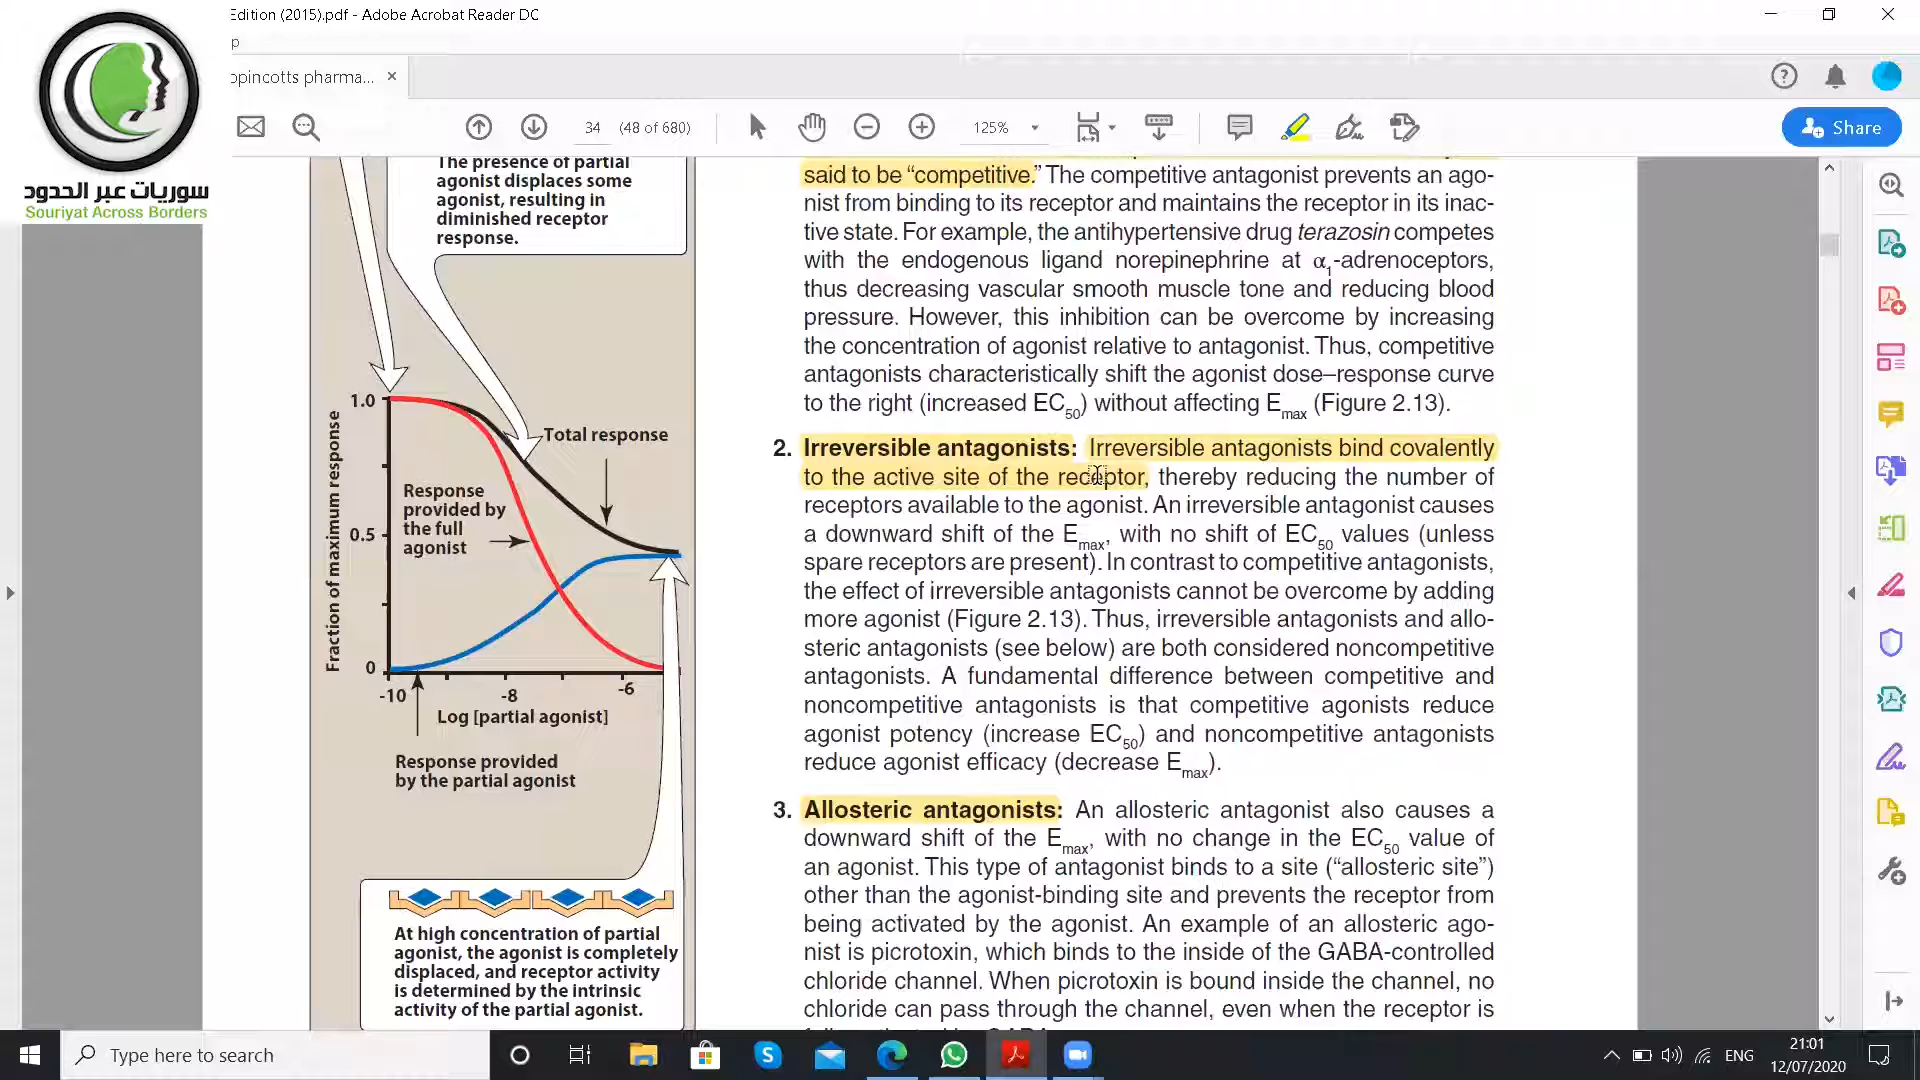 Edition (2015).pdf - Adobe Acrobat Reader DC
p
opincotts pharma...
34 (48 of 680)
125%
Share
سوريات عبر الحدود
Souriyat Across Borders
The presence of partial
agonist displaces some
agonist, resulting in
diminished receptor
response.
1.0
0.5
0
Fraction of maximum response
Total response
Response
provided by
the full
agonist
-10
-8
-6
Log [partial agonist]
Response provided
by the partial agonist
At high concentration of partial
agonist, the agonist is completely
displaced, and receptor activity
is determined by the intrinsic
activity of the partial agonist.
said to be “competitive.” The competitive antagonist prevents an ago-
nist from binding to its receptor and maintains the receptor in its inac-
tive state. For example, the antihypertensive drug terazosin competes
with the endogenous ligand norepinephrine at α1-adrenoceptors,
thus decreasing vascular smooth muscle tone and reducing blood
pressure. However, this inhibition can be overcome by increasing
the concentration of agonist relative to antagonist. Thus, competitive
antagonists characteristically shift the agonist dose–response curve
to the right (increased EC50) without affecting Emax (Figure 2.13).
2. Irreversible antagonists: Irreversible antagonists bind covalently
to the active site of the receptor, thereby reducing the number of
receptors available to the agonist. An irreversible antagonist causes
a downward shift of the Emax, with no shift of EC50 values (unless
spare receptors are present). In contrast to competitive antagonists,
the effect of irreversible antagonists cannot be overcome by adding
more agonist (Figure 2.13). Thus, irreversible antagonists and allo-
steric antagonists (see below) are both considered noncompetitive
antagonists. A fundamental difference between competitive and
noncompetitive antagonists is that competitive agonists reduce
agonist potency (increase EC50) and noncompetitive antagonists
reduce agonist efficacy (decrease Emax).
3. Allosteric antagonists: An allosteric antagonist also causes a
downward shift of the Emax, with no change in the EC50 value of
an agonist. This type of antagonist binds to a site (“allosteric site”)
other than the agonist-binding site and prevents the receptor from
being activated by the agonist. An example of an allosteric ago-
nist is picrotoxin, which binds to the inside of the GABA-controlled
chloride channel. When picrotoxin is bound inside the channel, no
chloride can pass through the channel, even when the receptor is
Type here to search
ENG
21:01
12/07/2020